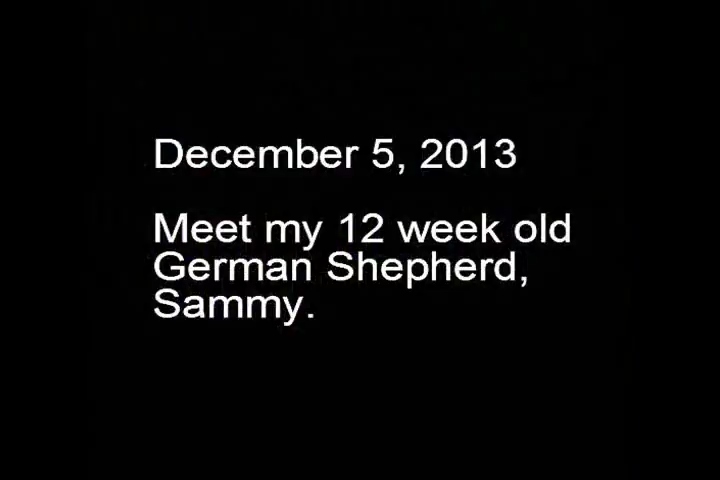 December 5, 2013
Meet my 12 week old
German Shepherd,
Sammy.